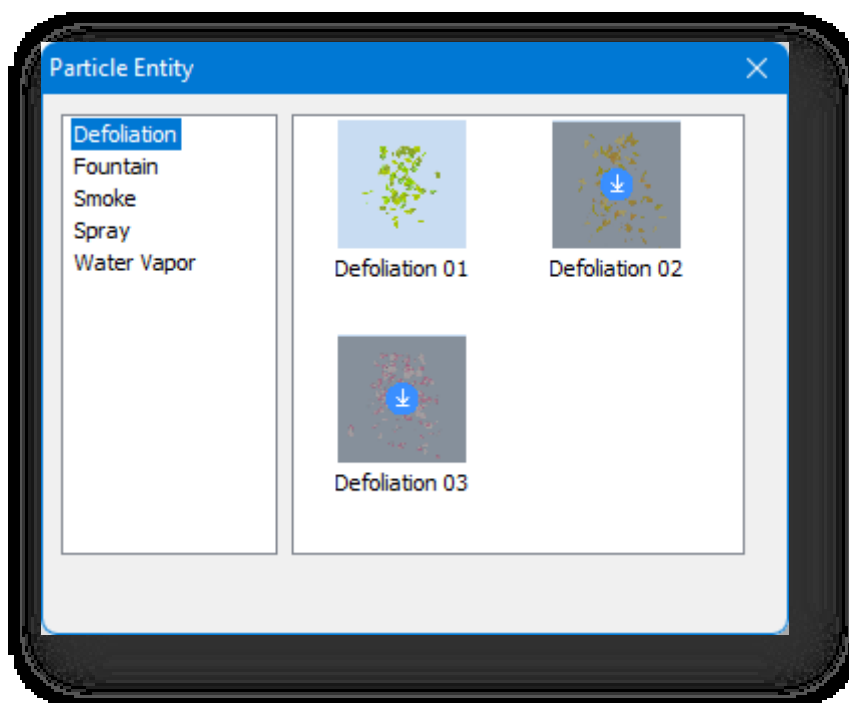 Particle Entity
Defoliation
Fountain
Smoke
Spray
Water Vapor
Defoliation 01
Defoliation 02
Defoliation 03